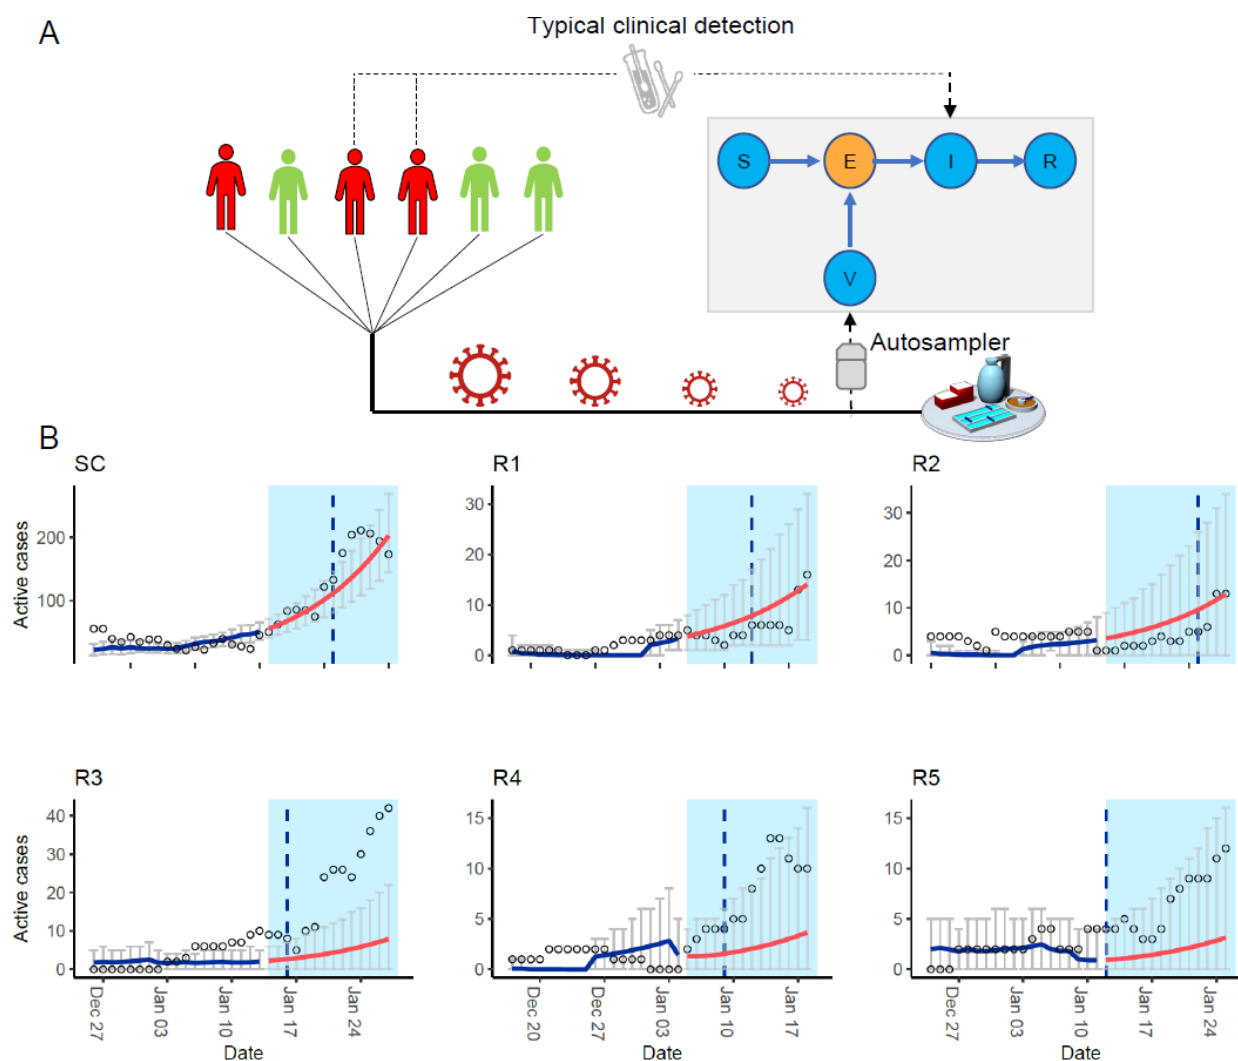 A
Typical clinical detection
S
E
I
R
V
Autosampler
B
SC
R1
R2
Active cases
200
100
30
20
10
0
30
20
10
0
R3
R4
R5
Active cases
40
30
20
10
0
15
10
5
0
15
10
5
0
Dec 27
Jan 03
Jan 10
Jan 17
Jan 24
Dec 20
Dec 27
Jan 03
Jan 10
Jan 17
Dec 27
Jan 03
Jan 10
Jan 17
Jan 24
Date
Date
Date